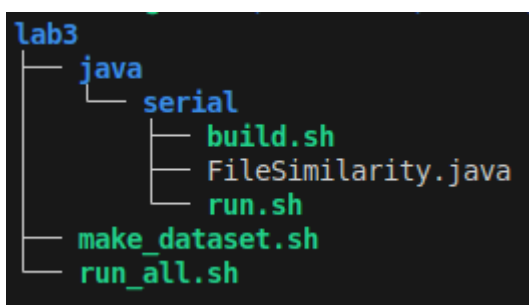 lab3
java
serial
build.sh
FileSimilarity.java
run.sh
make_dataset.sh
run_all.sh